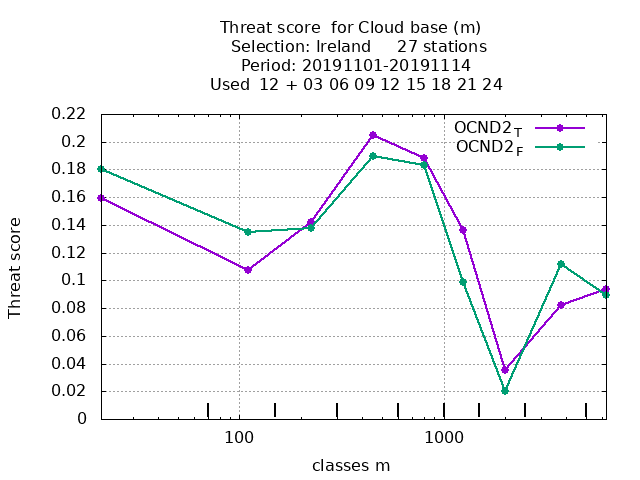 Threat score  for Cloud base (m)
Selection: Ireland     27 stations
Period: 20191101-20191114
Used  12 + 03 06 09 12 15 18 21 24
OCND2_T
OCND2_F
0.22
0.2
0.18
0.16
0.14
0.12
0.1
0.08
0.06
0.04
0.02
0
Threat score
100
1000
classes m